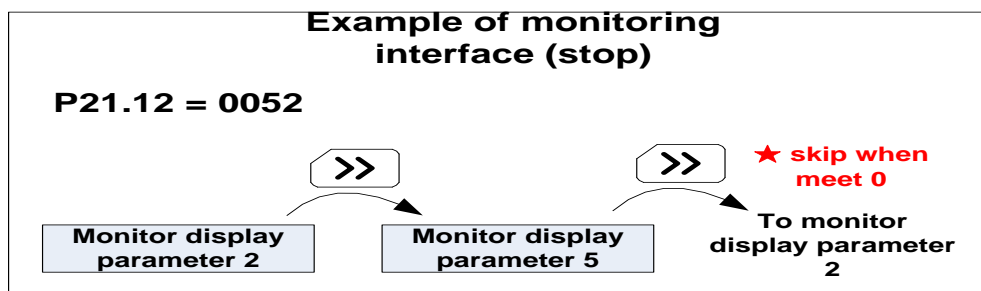 Example of monitoring
interface (stop)
P21.12 = 0052
>>
>>
★ skip when
meet 0
Monitor display
parameter 2
Monitor display
parameter 5
To monitor
display parameter
2